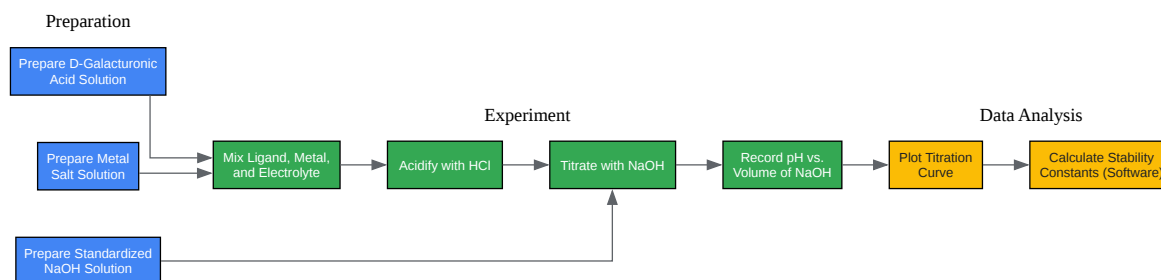 Preparation
Prepare D-Galacturonic
Acid Solution
Experiment
Data Analysis
Prepare Metal
Salt Solution
Mix Ligand, Metal,
and Electrolyte
Acidify with HCl
Titrate with NaOH
Record pH vs.
Volume of NaOH
Plot Titration
Curve
Calculate Stability
Constants (Software)
Prepare Standardized
NaOH Solution